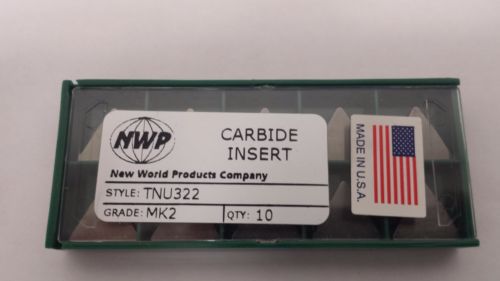 NWP
CARBIDE
INSERT
New World Products Company
STYLE: TNU322
GRADE: MK2
QTY: 10
MADE IN U.S.A.